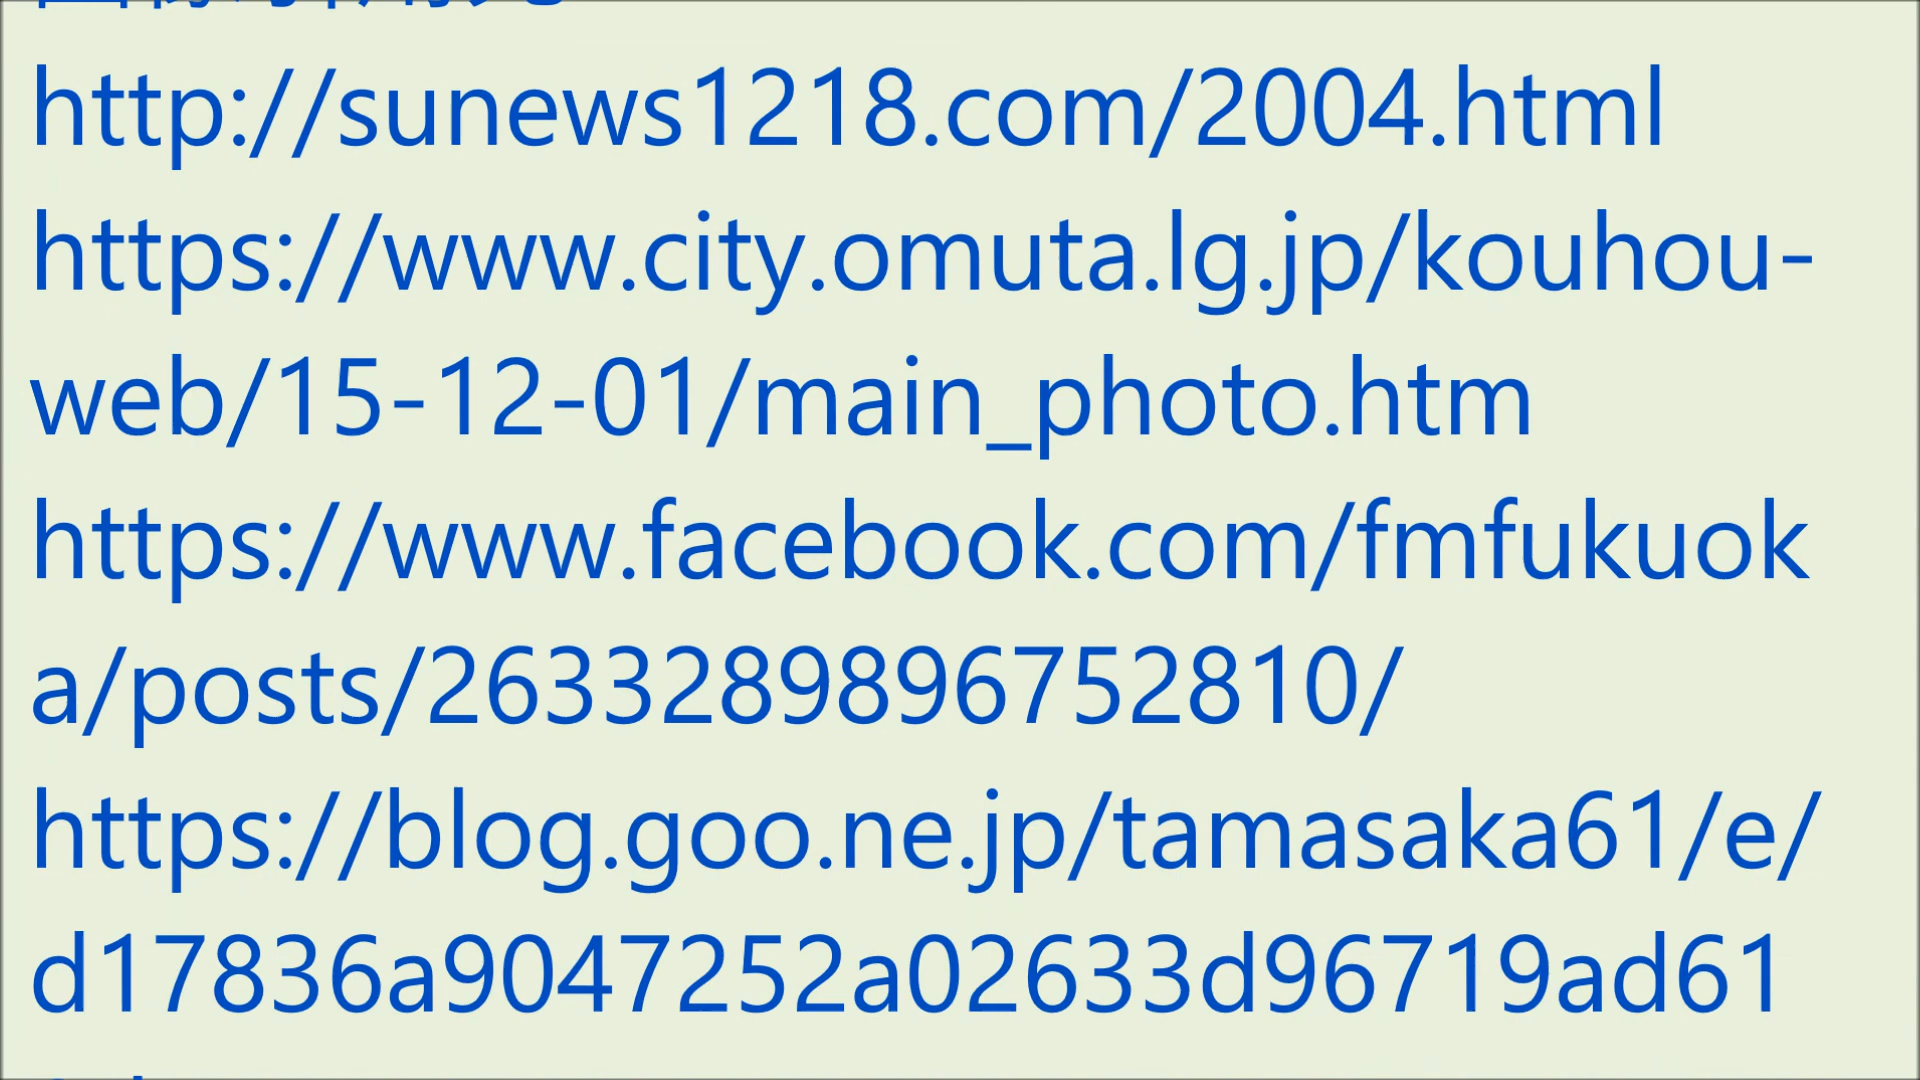 http://sunews1218.com/2004.html
https://www.city.omuta.lg.jp/kouhou-
web/15-12-01/main_photo.htm
https://www.facebook.com/fmfukuok
a/posts/2633289896752810/
https://blog.goo.ne.jp/tamasaka61/e/
d17836a9047252a02633d96719ad61